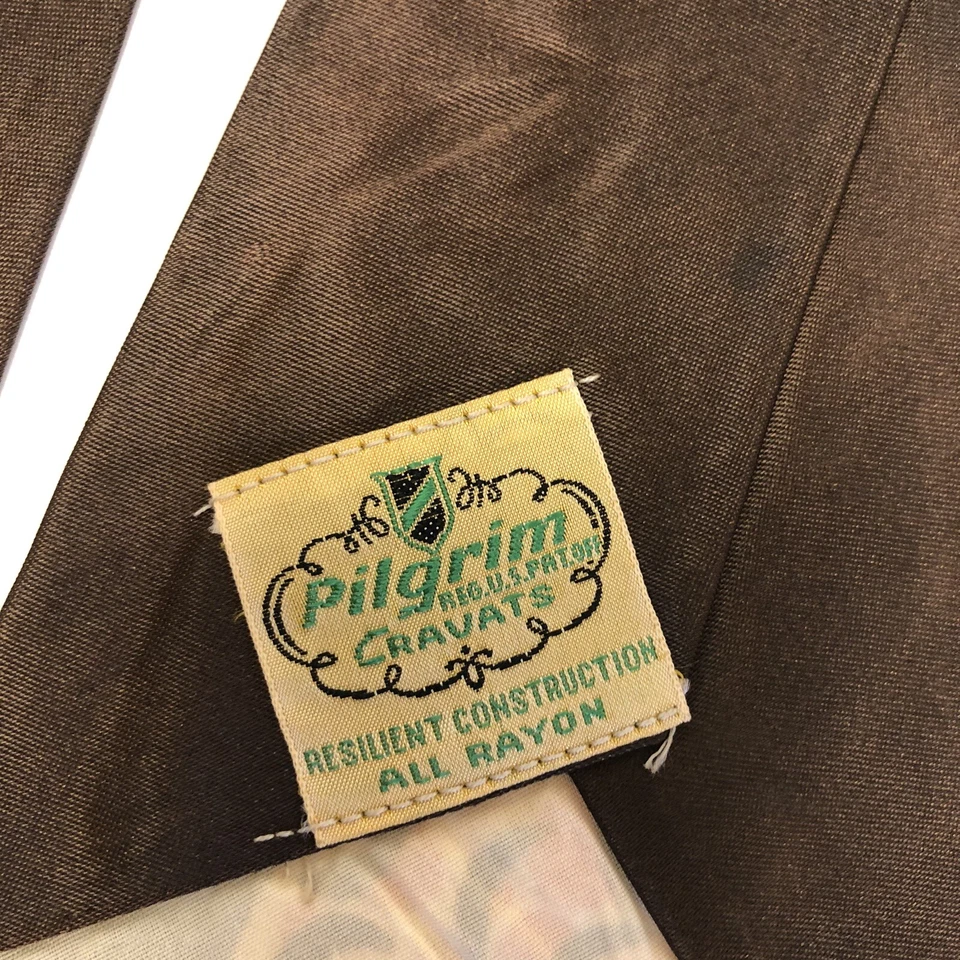 Pilgrim
REG.U.S.PAT.OFF
CRAVATS
RESILIENT CONSTRUCTION
ALL RAYON